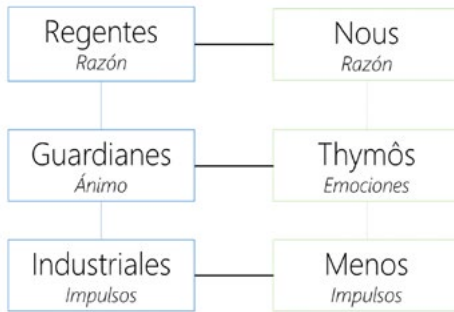 Regentes
Razón
Nous
Razón
Guardianes
Ánimo
Thymôs
Emociones
Industriales
Impulsos
Menos
Impulsos